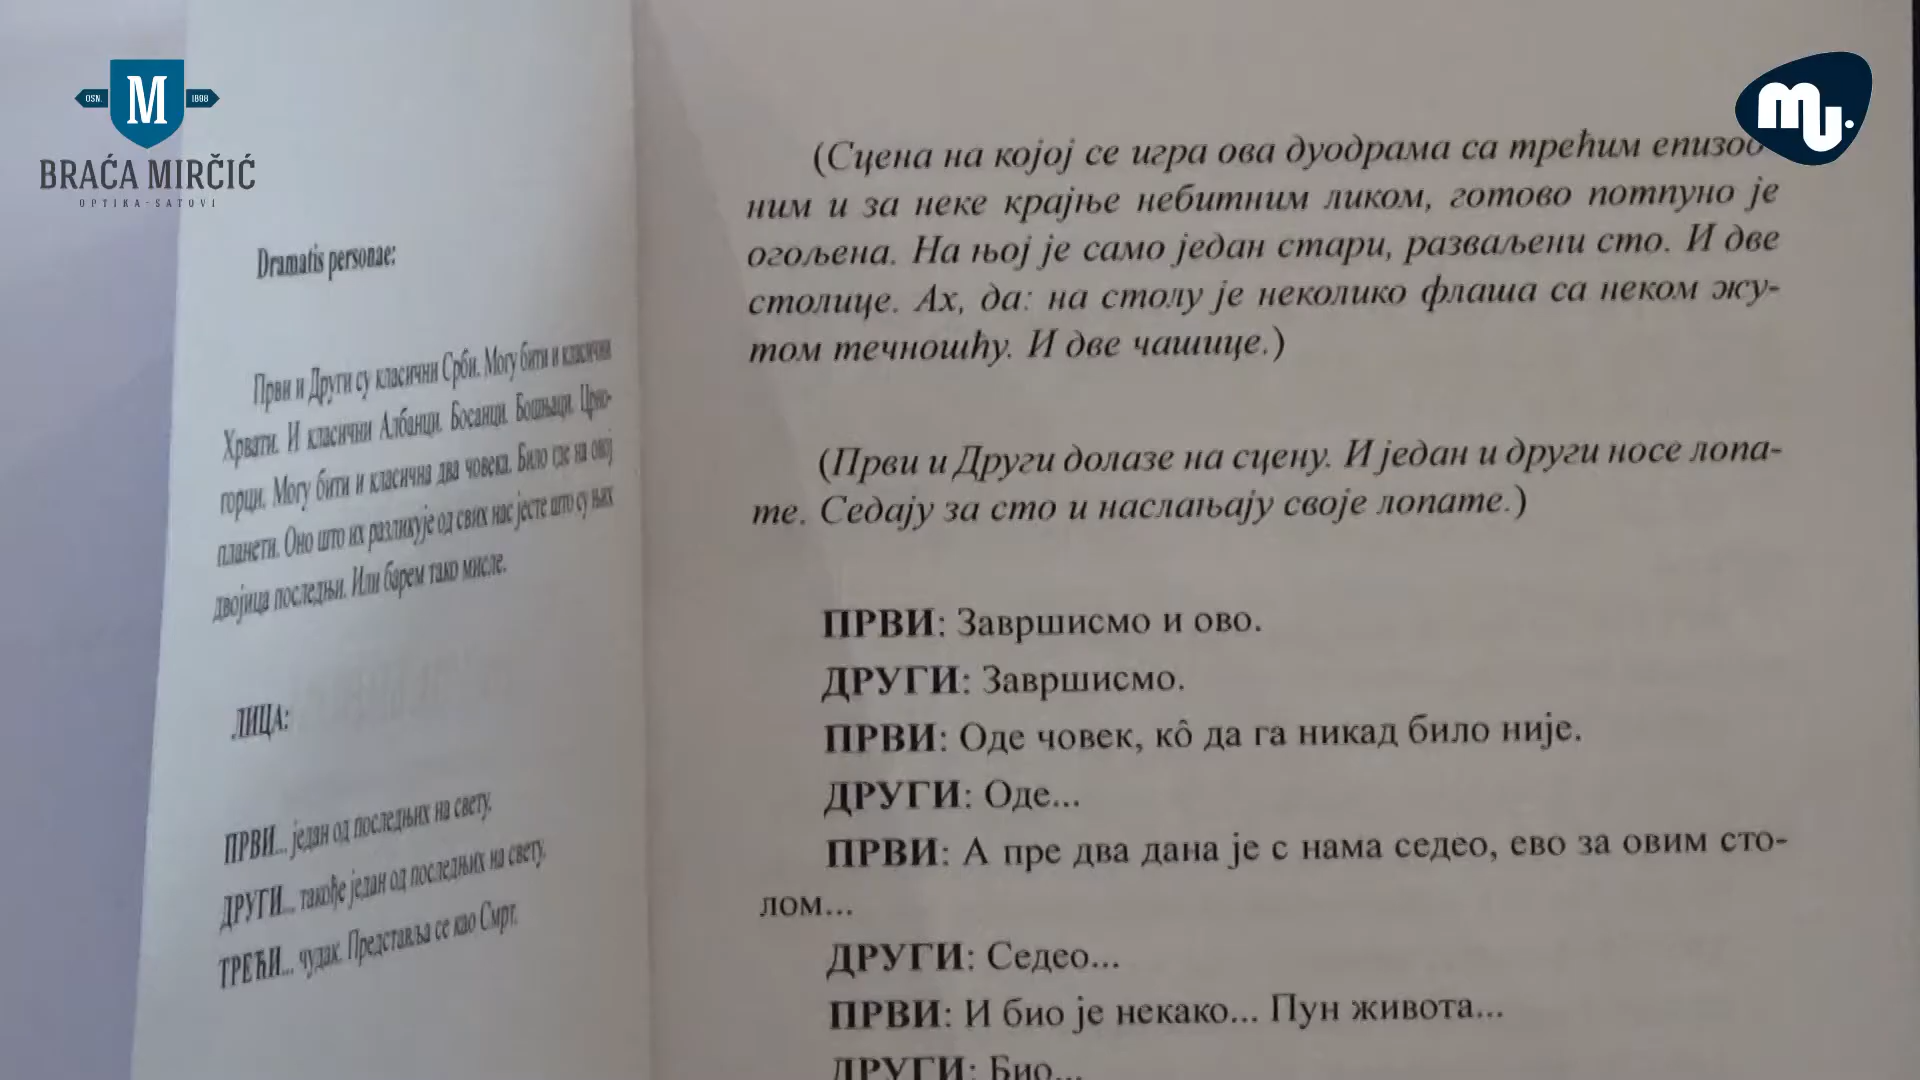 M
OSN. 1898
BRAĆA MIRČIĆ
OPTIKA-SATOVI
mu.
Dramatis personae:
Први и Други су класични Срби. Могу бити и класични
Хрвати. И класични Албанци. Босанци. Бошњаци. Црно-
горци. Могу бити и класична два човека. Било где на овој
планети. Оно што их разликује од свих нас јесте што су њих
двојица последњи. Или барем тако мисле.
ЛИЦА:
ПРВИ... један од последњих на свету.
ДРУГИ... такође један од последњих на свету.
ТРЕЋИ... чудак. Представља се као Смрт.
(Сцена на којој се игра ова дуодрама са трећим епизод
ним и за неке крајње небитним ликом, готово потпуно је
огољена. На њој је само један стари, разваљени сто. И две
столице. Ах, да: на столу је неколико флаша са неком жу-
том течношћу. И две чашице.)
(Први и Други долазе на сцену. И један и други носе лопа-
те. Седају за сто и наслањају своје лопате.)
ПРВИ: Завршисмо и ово.
ДРУГИ: Завршисмо.
ПРВИ: Оде човек, кô да га никад било није.
ДРУГИ: Оде...
ПРВИ: А пре два дана је с нама седео, ево за овим сто-
лом...
ДРУГИ: Седео...
ПРВИ: И био је некако... Пун живота...
ДРУГИ: Био...